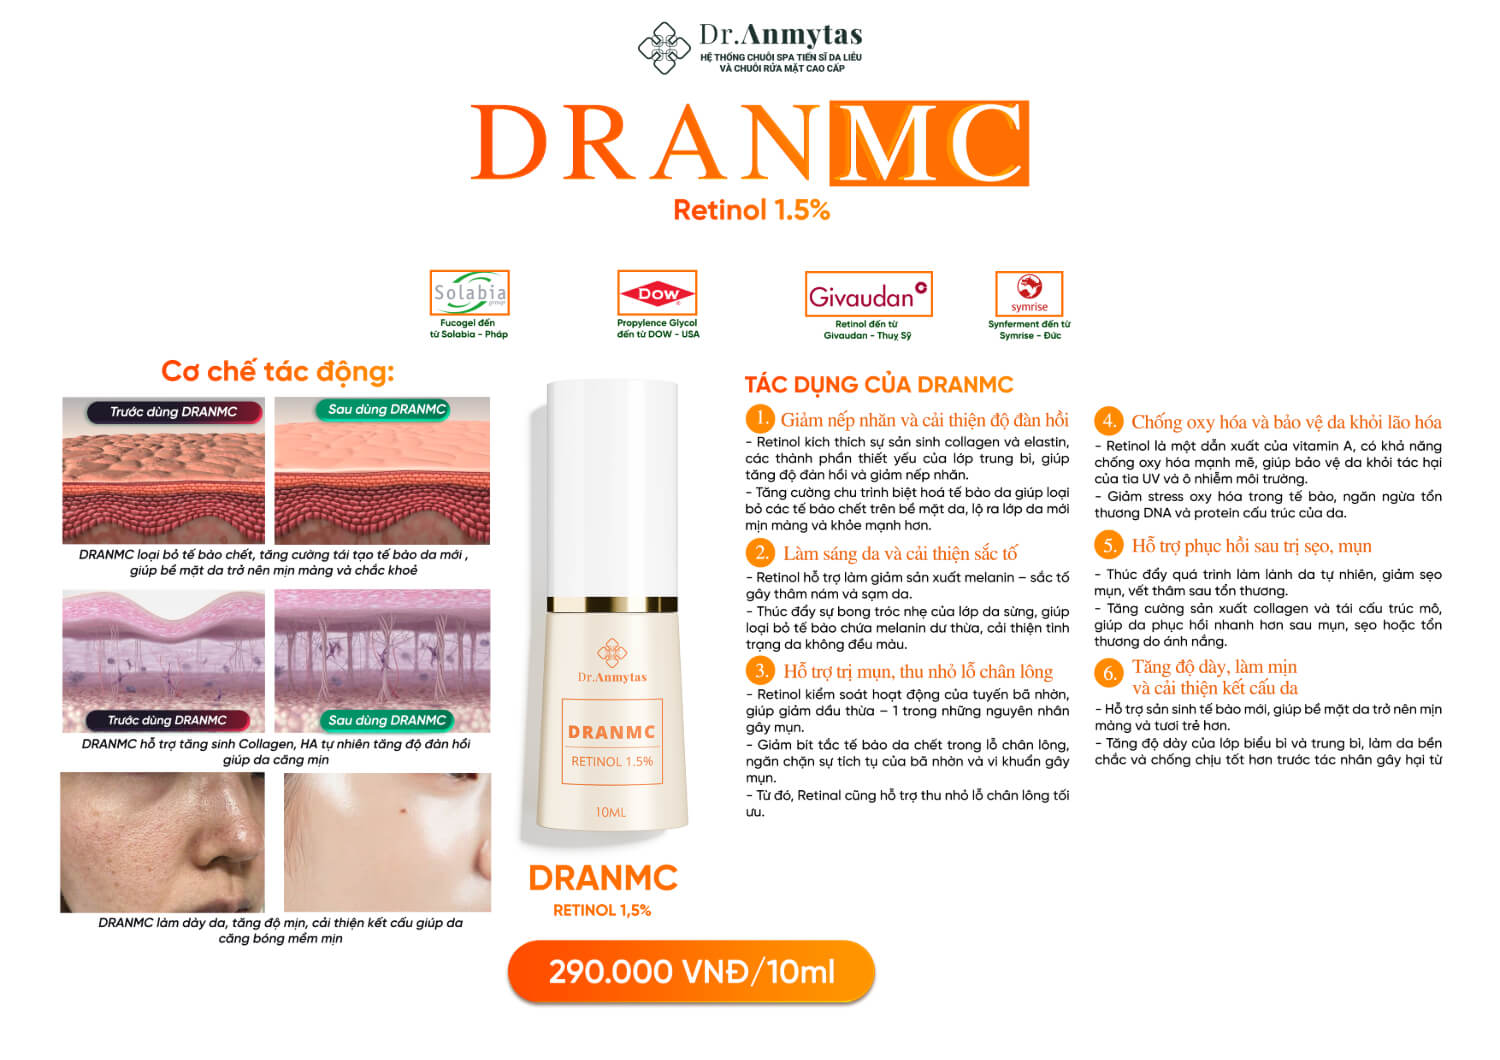 Dr.Anmytas
HỆ THỐNG CHUỖI SPA TIẾN SĨ DA LIỄU
VÀ CHUỖI RỬA MẶT CAO CẤP
DRANMC
Retinol 1.5%
Solabia
group
Fucogel đến
từ Solabia - Pháp
DOW
Propylence Glycol
đến từ DOW - USA
Givaudan
Retinol đến từ
Givaudan - Thuỵ Sỹ
symrise
Synferment đến từ
Symrise - Đức
Cơ chế tác động:
Trước dùng DRANMC
Sau dùng DRANMC
DRANMC loại bỏ tế bào chết, tăng cường tái tạo tế bào da mới ,
giúp bề mặt da trở nên mịn màng và chắc khoẻ
Trước dùng DRANMC
Sau dùng DRANMC
DRANMC hỗ trợ tăng sinh Collagen, HA tự nhiên tăng độ đàn hồi
giúp da căng mịn
DRANMC làm dày da, tăng độ mịn, cải thiện kết cấu giúp da
căng bóng mềm mịn
Dr.Anmytas
DRANMC
RETINOL 1.5%
10ML
DRANMC
RETINOL 1,5%
290.000 VNĐ/10ml
TÁC DỤNG CỦA DRANMC
1. Giảm nếp nhăn và cải thiện độ đàn hồi
- Retinol kích thích sự sản sinh collagen và elastin,
các thành phần thiết yếu của lớp trung bì, giúp
tăng độ đàn hồi và giảm nếp nhăn.
- Tăng cường chu trình biệt hoá tế bào da giúp loại
bỏ các tế bào chết trên bề mặt da, lộ ra lớp da mới
mịn màng và khỏe mạnh hơn.
2. Làm sáng da và cải thiện sắc tố
- Retinol hỗ trợ làm giảm sản xuất melanin – sắc tố
gây thâm nám và sạm da.
- Thúc đẩy sự bong tróc nhẹ của lớp da sừng, giúp
loại bỏ tế bào chứa melanin dư thừa, cải thiện tình
trạng da không đều màu.
3. Hỗ trợ trị mụn, thu nhỏ lỗ chân lông
- Retinol kiểm soát hoạt động của tuyến bã nhờn,
giúp giảm dầu thừa – 1 trong những nguyên nhân
gây mụn.
- Giảm bít tắc tế bào da chết trong lỗ chân lông,
ngăn chặn sự tích tụ của bã nhờn và vi khuẩn gây
mụn.
- Từ đó, Retinal cũng hỗ trợ thu nhỏ lỗ chân lông tối
ưu.
4. Chống oxy hóa và bảo vệ da khỏi lão hóa
- Retinol là một dẫn xuất của vitamin A, có khả năng
chống oxy hóa mạnh mẽ, giúp bảo vệ da khỏi tác hại
của tia UV và ô nhiễm môi trường.
- Giảm stress oxy hóa trong tế bào, ngăn ngừa tổn
thương DNA và protein cấu trúc của da.
5. Hỗ trợ phục hồi sau trị sẹo, mụn
- Thúc đẩy quá trình làm lành da tự nhiên, giảm sẹo
mụn, vết thâm sau tổn thương.
- Tăng cường sản xuất collagen và tái cấu trúc mô,
giúp da phục hồi nhanh hơn sau mụn, sẹo hoặc tổn
thương do ánh nắng.
6. Tăng độ dày, làm mịn
và cải thiện kết cấu da
- Hỗ trợ sản sinh tế bào mới, giúp bề mặt da trở nên mịn
màng và tươi trẻ hơn.
- Tăng độ dày của lớp biểu bì và trung bì, làm da bền
chắc và chống chịu tốt hơn trước tác nhân gây hại từ